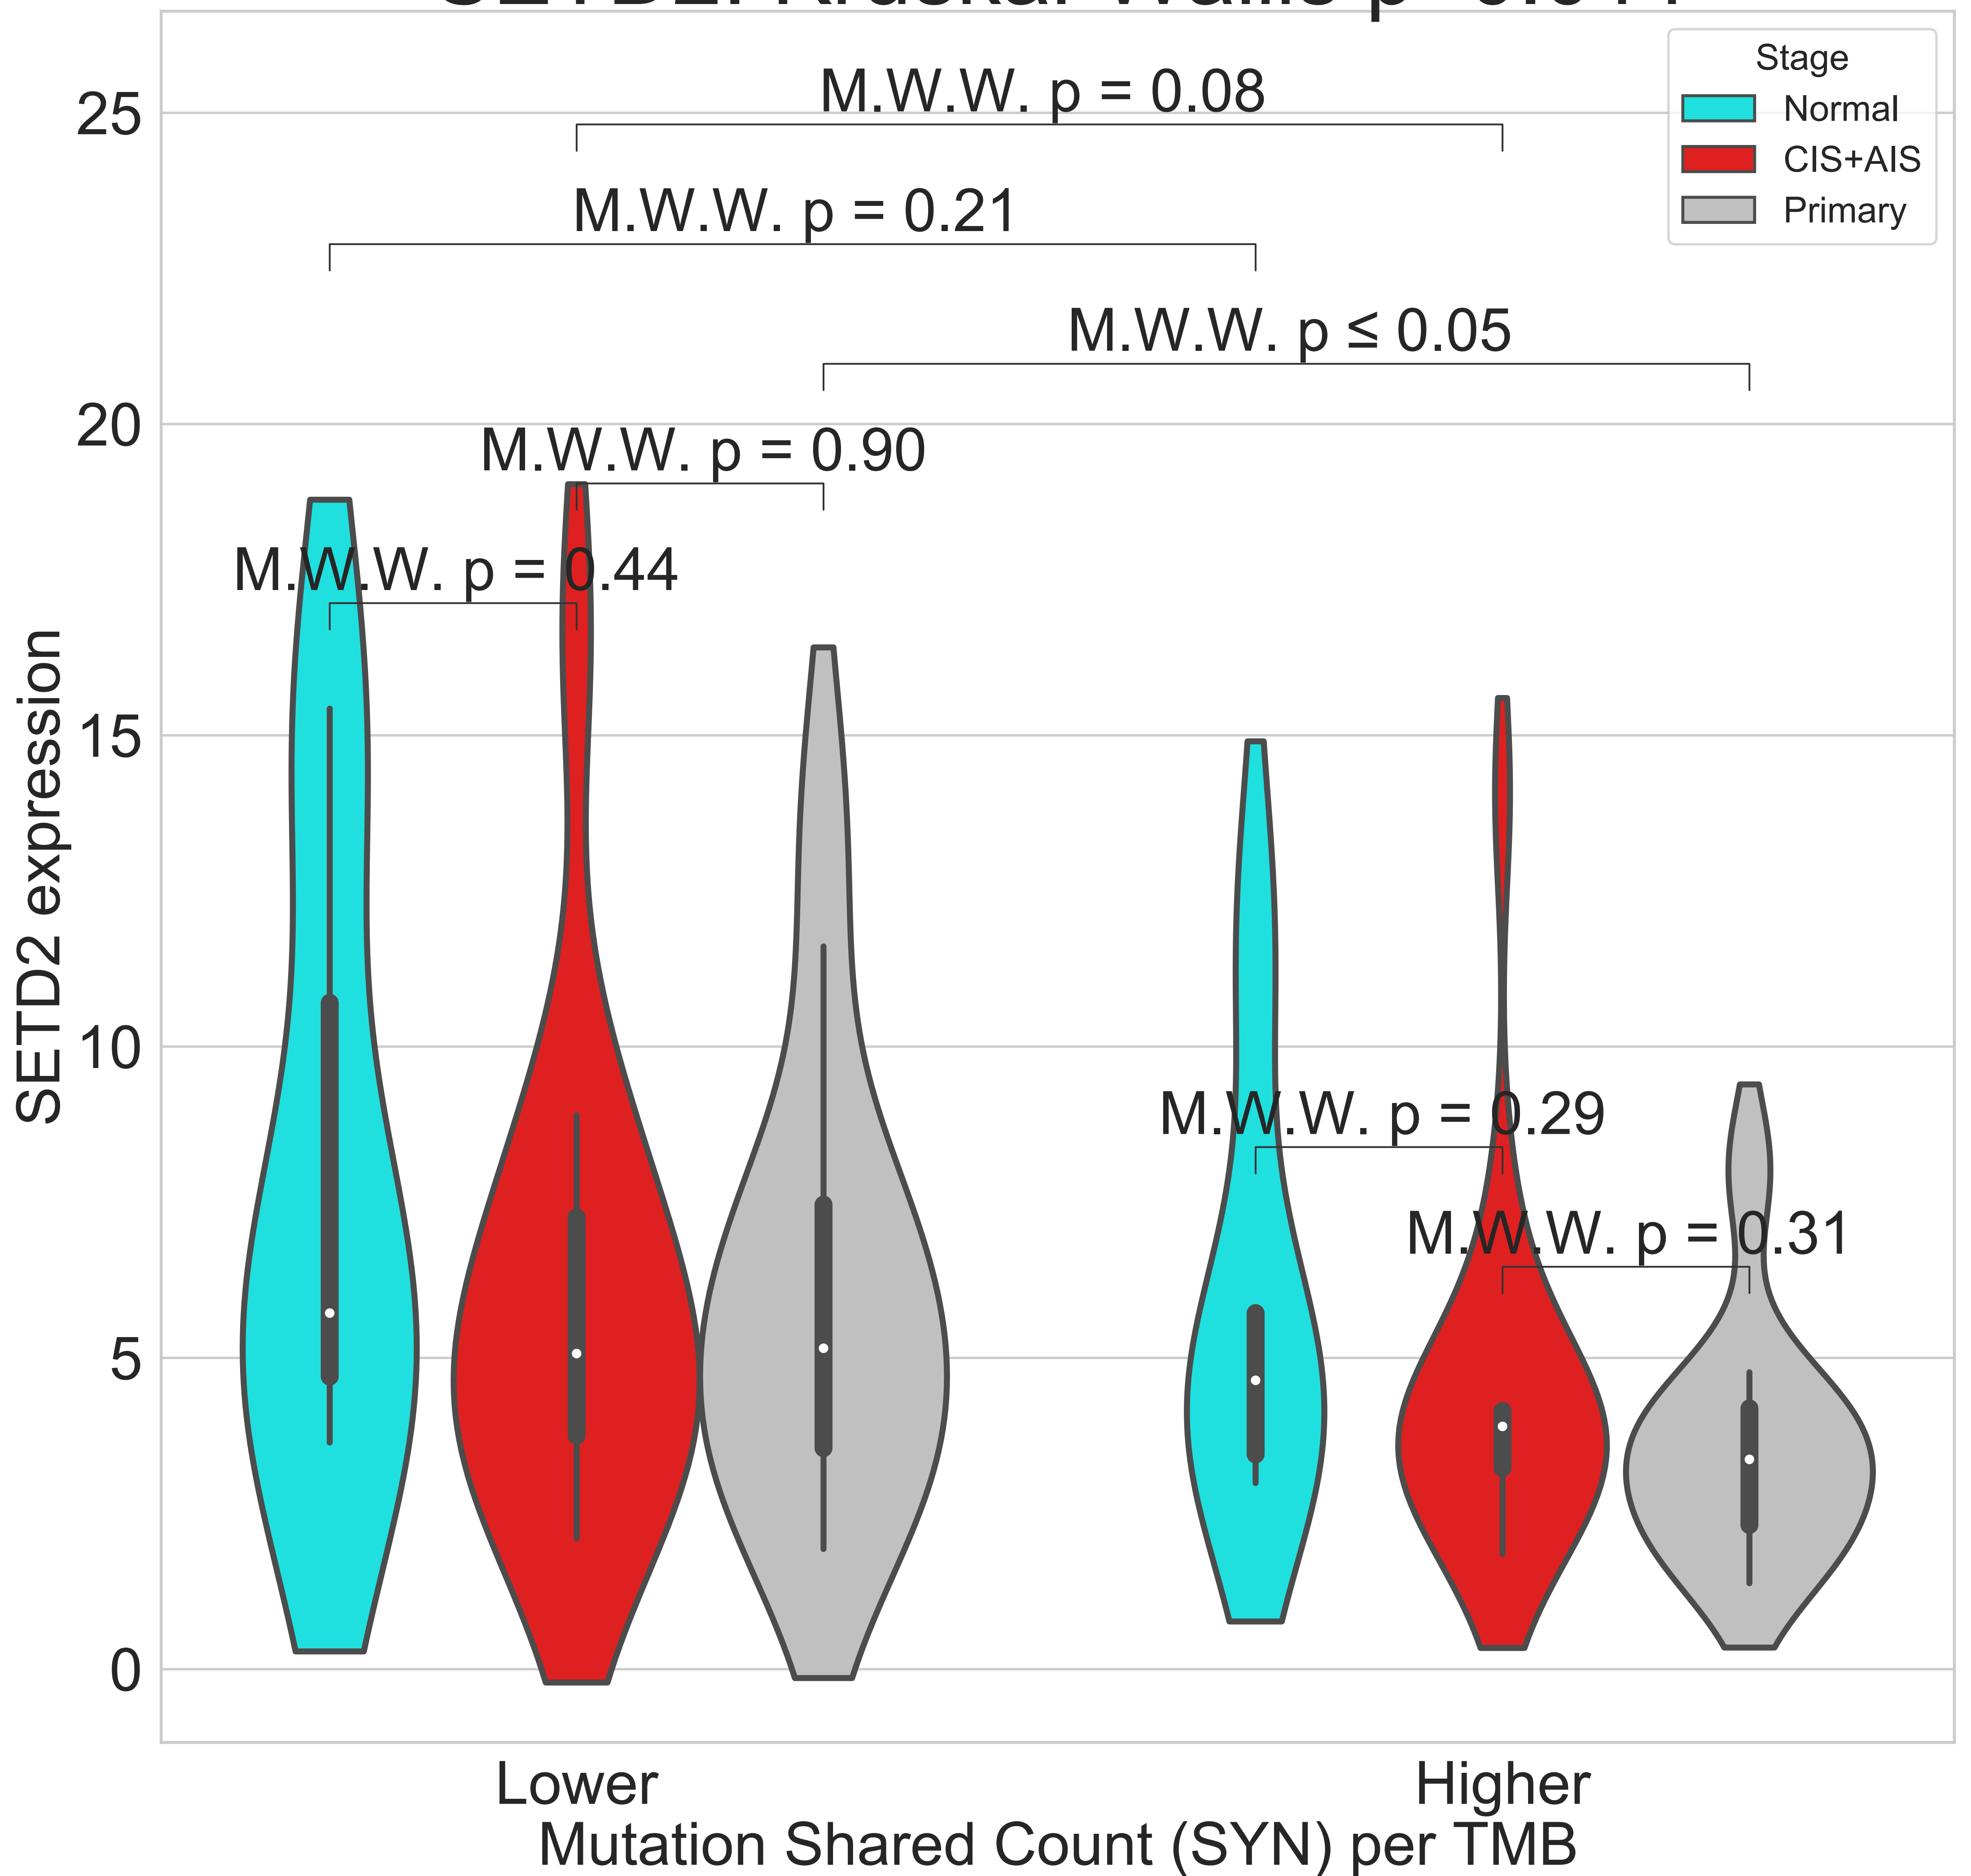 Stage
Normal
CIS+AIS
Primary
M.W.W. p = 0.08
M.W.W. p = 0.21
M.W.W. p ≤ 0.05
M.W.W. p = 0.90
M.W.W. p = 0.44
M.W.W. p = 0.29
M.W.W. p = 0.31
25
20
15
10
5
0
SETD2 expression
Lower
Higher
Mutation Shared Count (SYN) per TMB